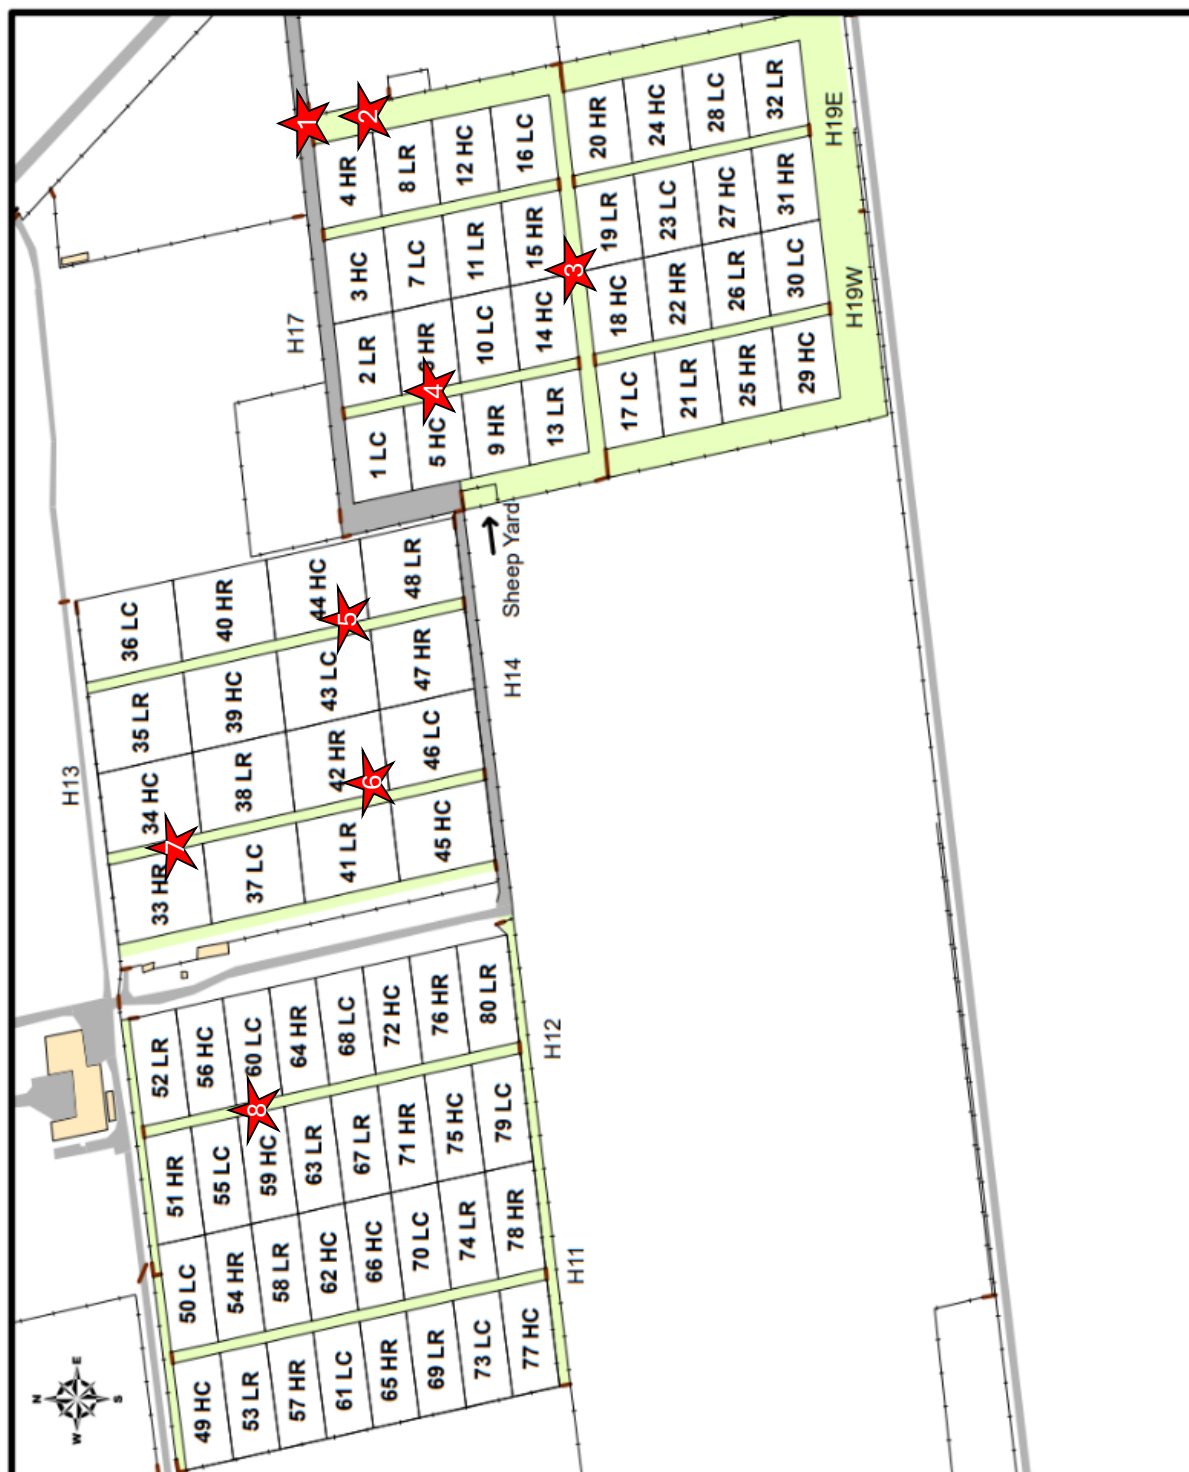 N
E
S
W
H13
H17
H14
H12
H11
H19W
H19E
Sheep Yard
1 LC
2 LR
3 HC
4 HR
5 HC
6 HR
7 LC
8 LR
9 HR
10 LC
11 LR
12 HC
13 LR
14 HC
15 HR
16 LC
17 LC
18 HC
19 LR
20 HR
21 LR
22 HR
23 LC
24 HC
25 HR
26 LR
27 HC
28 LC
29 HC
30 LC
31 HR
32 LR
33 HR
34 HC
35 LR
36 LC
37 LC
38 LR
39 HC
40 HR
41 LR
42 HR
43 LC
44 HC
45 HC
46 LC
47 HR
48 LR
49 HC
50 LC
51 HR
52 LR
53 LR
54 HR
55 LC
56 HC
57 HR
58 LR
59 HC
60 LC
61 LC
62 HC
63 LR
64 HR
65 HR
66 HC
67 LR
68 LC
69 LR
70 LC
71 HR
72 HC
73 LC
74 LR
75 HC
76 HR
77 HC
78 HR
79 LC
80 LR
1
2
3
4
5
6
7
8